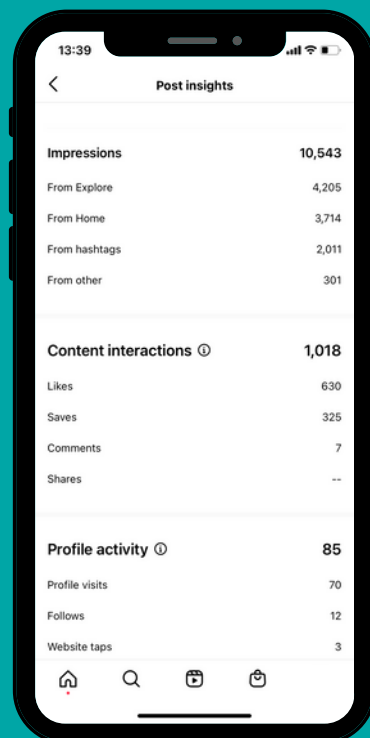 13:39
Post insights
Impressions 10,543
From Explore 4,205
From Home 3,714
From hashtags 2,011
From other 301
Content interactions 1,018
Likes 630
Saves 325
Comments 7
Shares --
Profile activity 85
Profile visits 70
Follows 12
Website taps 3